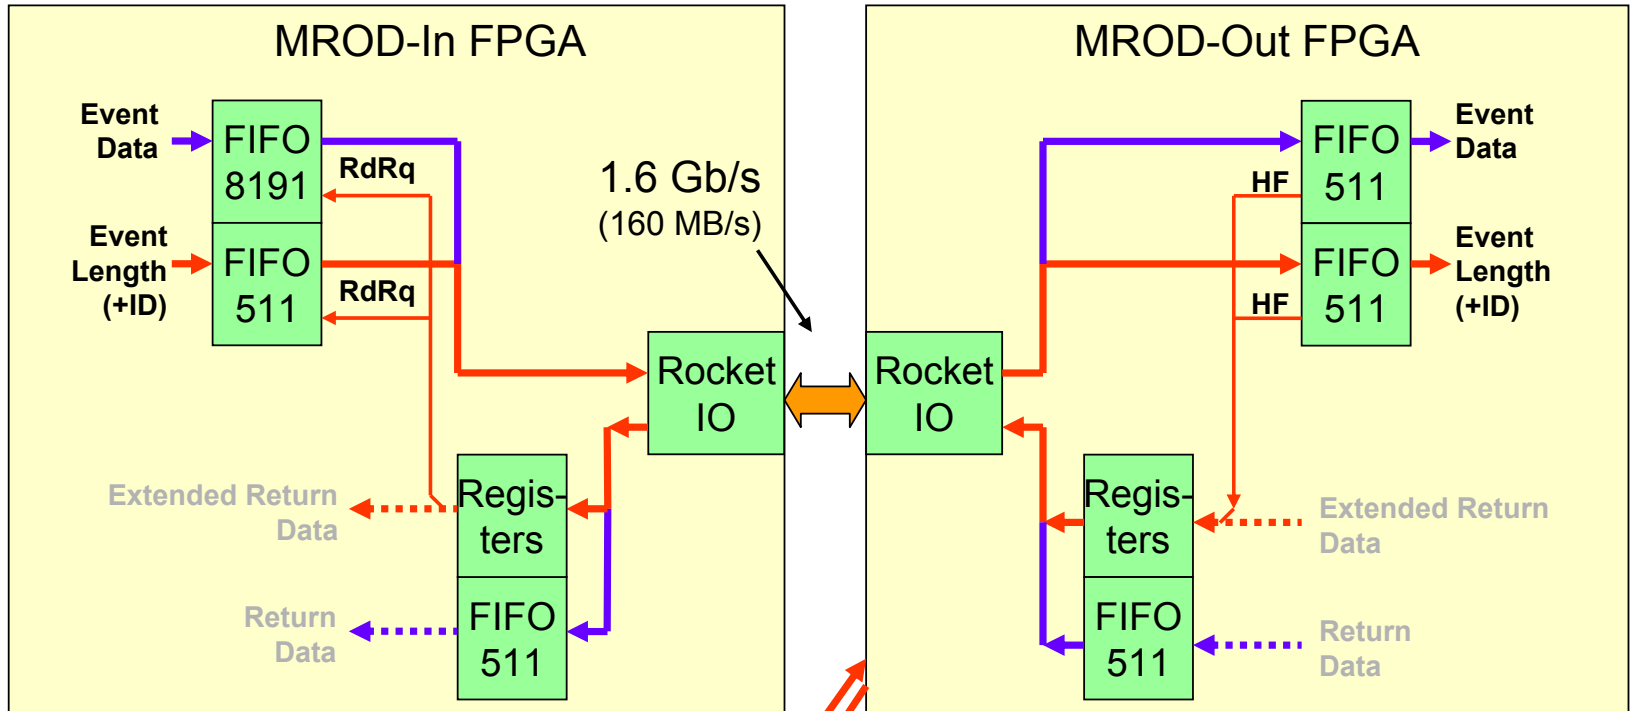 MROD-In FPGA
Event
Data
FIFO
8191
RdRq
Event
Length
(+ID)
FIFO
511
RdRq
Rocket
IO
Extended Return
Data
Regis-
ters
Return
Data
FIFO
511
1.6 Gb/s
(160 MB/s)
MROD-Out FPGA
FIFO
511
Event
Data
HF
FIFO
511
Event
Length
(+ID)
HF
Rocket
IO
Regis-
ters
Extended Return
Data
FIFO
511
Return
Data